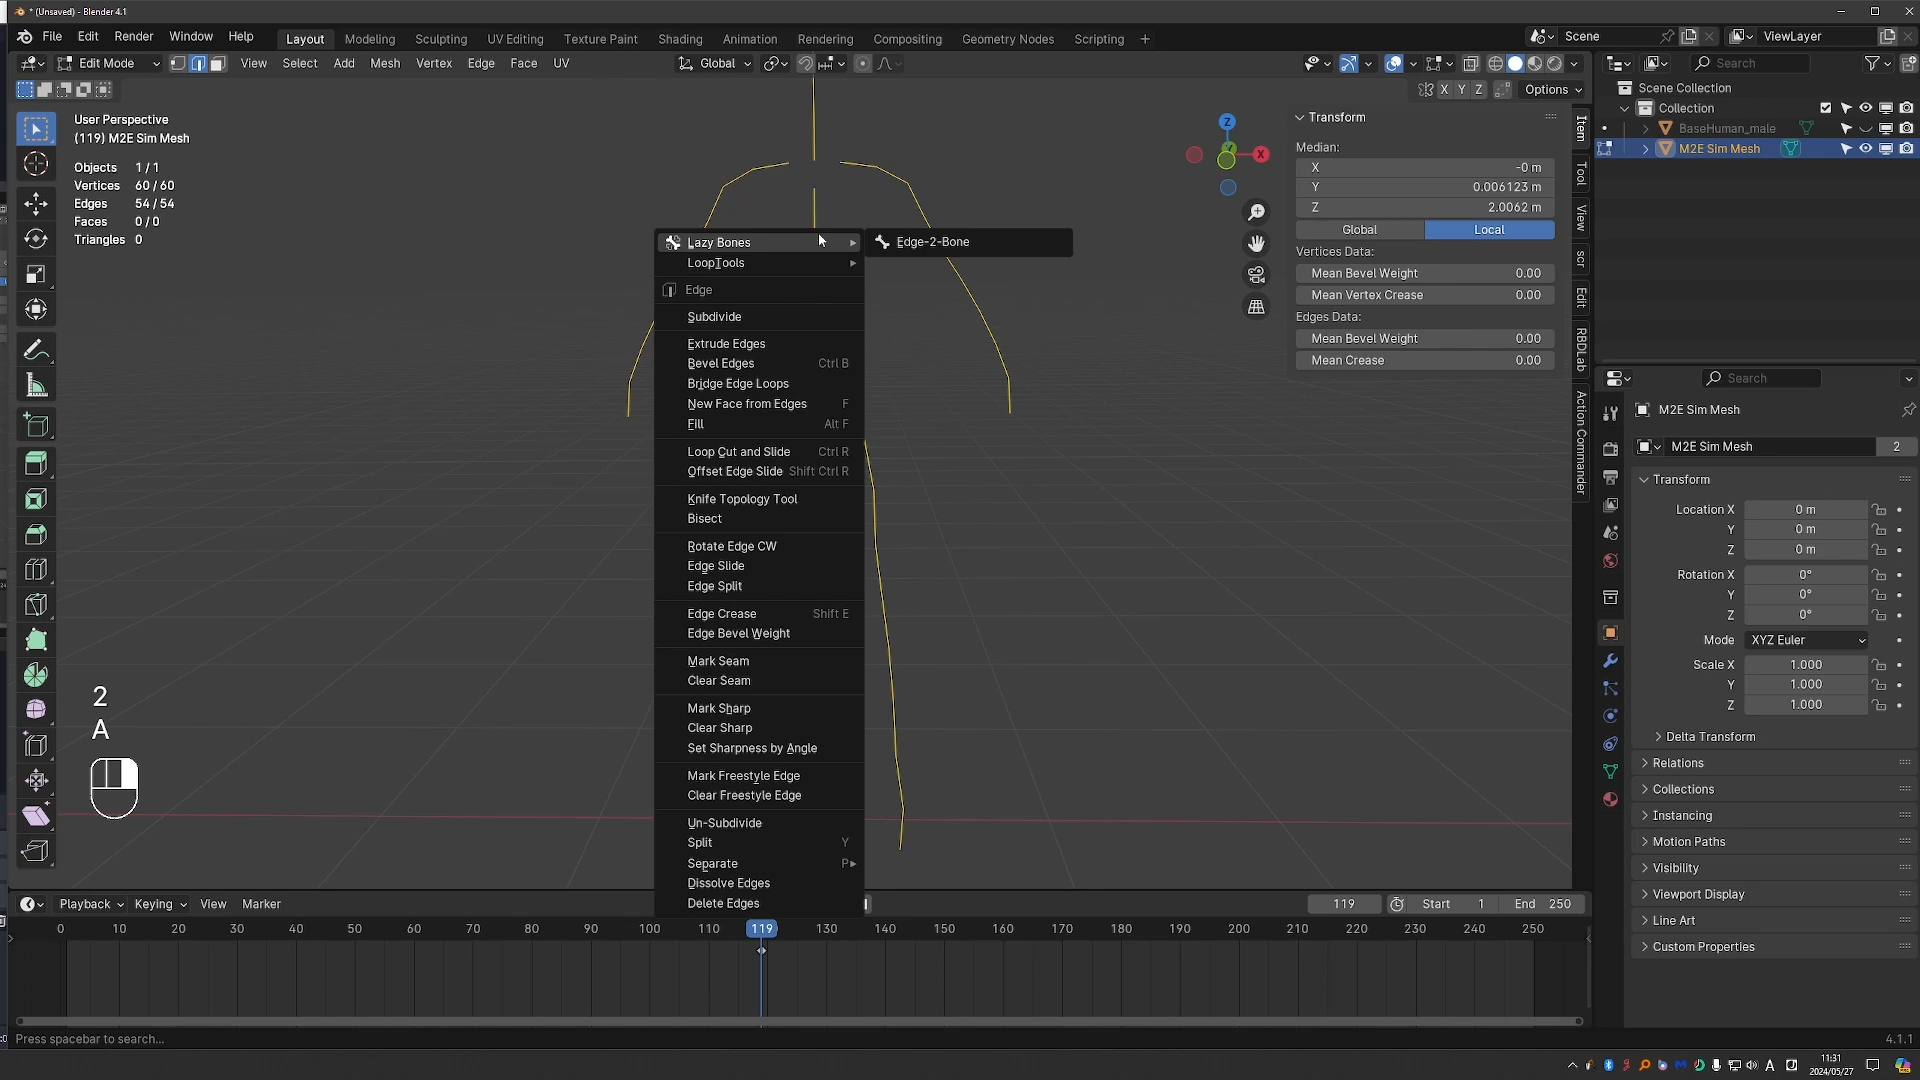 * (Unsaved) - Blender 4.1
File Edit Render Window Help Layout Modeling Sculpting UV Editing Texture Paint Shading Animation Rendering Compositing Geometry Nodes Scripting + Scene ViewLayer
Edit Mode View Select Add Mesh Vertex Edge Face UV Global Search
X Y Z Options
Scene Collection
Collection
BaseHuman_male
M2E Sim Mesh
User Perspective
(119) M2E Sim Mesh
Objects 1/1
Vertices 60/60
Edges 54/54
Faces 0/0
Triangles 0
Z
X
Transform
Median:
X -0 m
Y 0.006123 m
Z 2.0062 m
Global Local
Vertices Data:
Mean Bevel Weight 0.00
Mean Vertex Crease 0.00
Edges Data:
Mean Bevel Weight 0.00
Mean Crease 0.00
Item
Tool
View
scr
Edit
RBDLab
Action Commander
Lazy Bones
Edge-2-Bone
LoopTools
Edge
Subdivide
Extrude Edges
Bevel Edges Ctrl B
Bridge Edge Loops
New Face from Edges F
Fill Alt F
Loop Cut and Slide Ctrl R
Offset Edge Slide Shift Ctrl R
Knife Topology Tool
Bisect
Rotate Edge CW
Edge Slide
Edge Split
Edge Crease Shift E
Edge Bevel Weight
Mark Seam
Clear Seam
Mark Sharp
Clear Sharp
Set Sharpness by Angle
Mark Freestyle Edge
Clear Freestyle Edge
Un-Subdivide
Split Y
Separate P
Dissolve Edges
Delete Edges
2
A
Search
M2E Sim Mesh
M2E Sim Mesh 2
Transform
Location X 0 m
Y 0 m
Z 0 m
Rotation X 0°
Y 0°
Z 0°
Mode XYZ Euler
Scale X 1.000
Y 1.000
Z 1.000
Delta Transform
Relations
Collections
Instancing
Motion Paths
Visibility
Viewport Display
Line Art
Custom Properties
Playback Keying View Marker 119 Start 1 End 250
0 10 20 30 40 50 60 70 80 90 100 110 119 130 140 150 160 170 180 190 200 210 220 230 240 250
Press spacebar to search... 4.1.1
A 11:31
2024/05/27